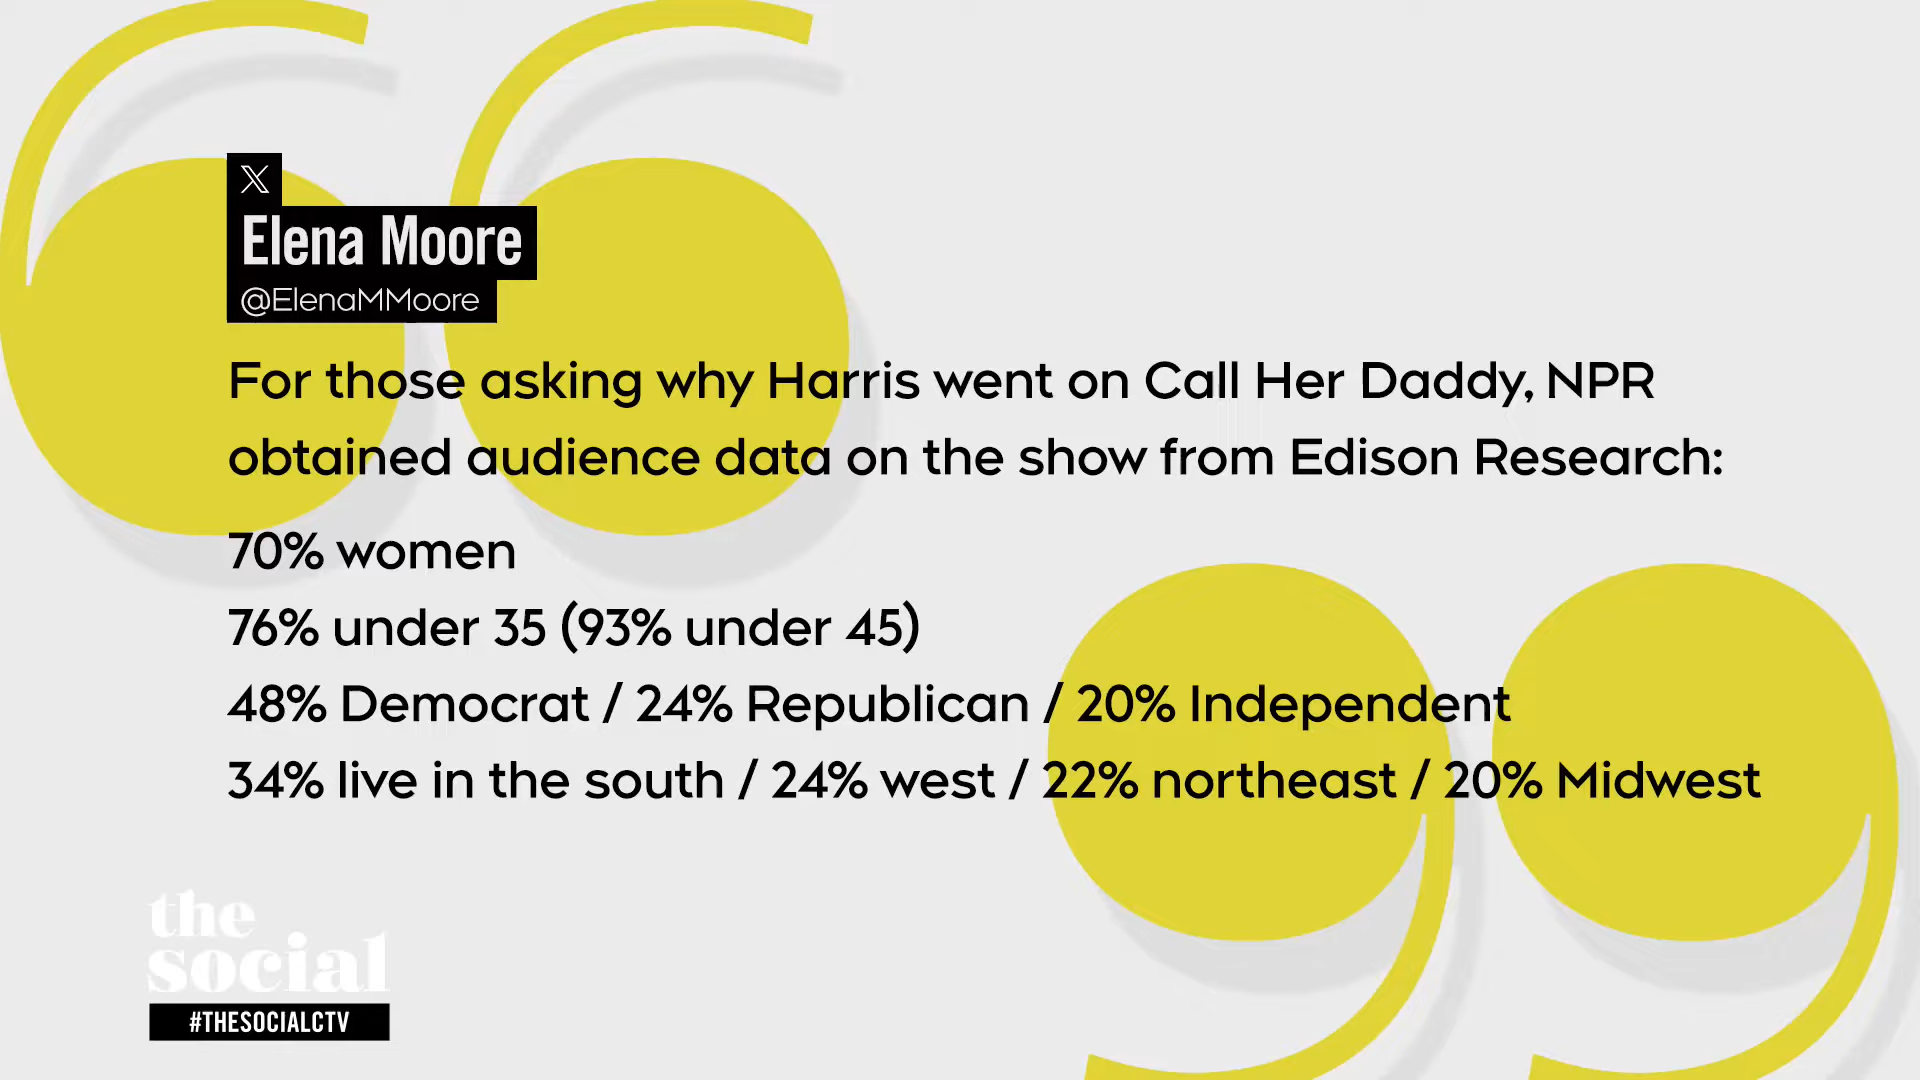 X
Elena Moore
@ElenaMMoore
For those asking why Harris went on Call Her Daddy, NPR
obtained audience data on the show from Edison Research:
70% women
76% under 35 (93% under 45)
48% Democrat / 24% Republican / 20% Independent
34% live in the south / 24% west / 22% northeast / 20% Midwest
the
social
#THESOCIALCTV